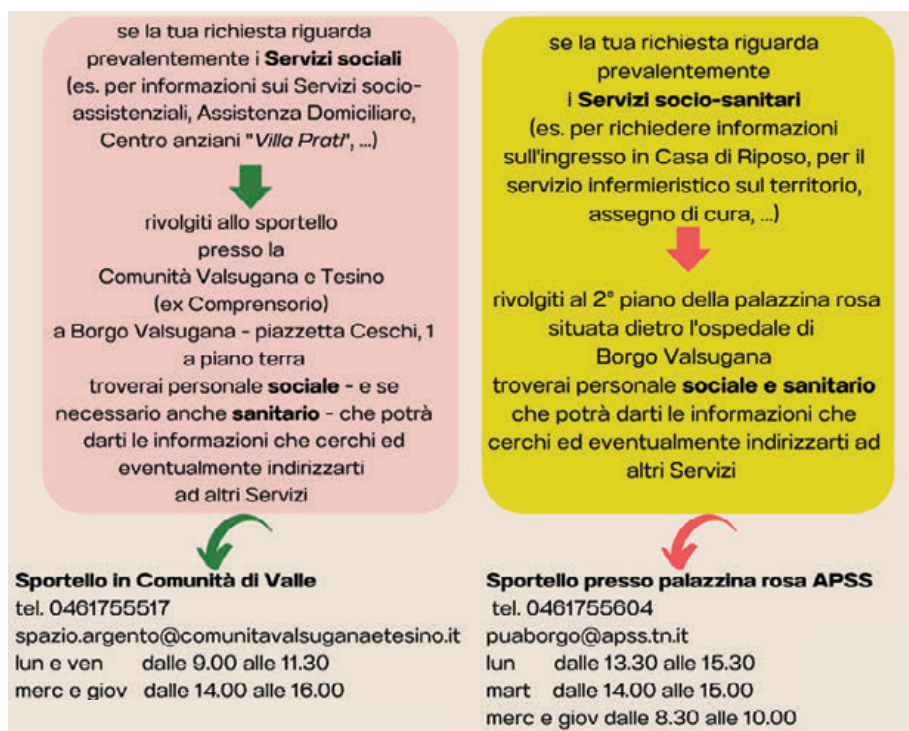 se la tua richiesta riguarda
prevalentemente i Servizi sociali
(es. per informazioni sui Servizi socio-
assistenziali, Assistenza Domiciliare,
Centro anziani "Villa Prati", ...)
rivolgiti allo sportello
presso la
Comunità Valsugana e Tesino
(ex Comprensorio)
a Borgo Valsugana - piazzetta Ceschi, 1
a piano terra
troverai personale sociale - e se
necessario anche sanitario - che potrà
darti le informazioni che cerchi ed
eventualmente indirizzarti
ad altri Servizi
Sportello in Comunità di Valle
tel. 0461755517
spazio.argento@comunitavalsuganaetesino.it
lun e ven dalle 9.00 alle 11.30
merc e giov dalle 14.00 alle 16.00
se la tua richiesta riguarda
prevalentemente
i Servizi socio-sanitari
(es. per richiedere informazioni
sull'ingresso in Casa di Riposo, per il
servizio infermieristico sul territorio,
assegno di cura, ...)
rivolgiti al 2° piano della palazzina rosa
situata dietro l'ospedale di
Borgo Valsugana
troverai personale sociale e sanitario
che potrà darti le informazioni che
cerchi ed eventualmente indirizzarti ad
altri Servizi
Sportello presso palazzina rosa APSS
tel. 0461755604
puaborgo@apss.tn.it
lun dalle 13.30 alle 15.30
mart dalle 14.00 alle 15.00
merc e giov dalle 8.30 alle 10.00